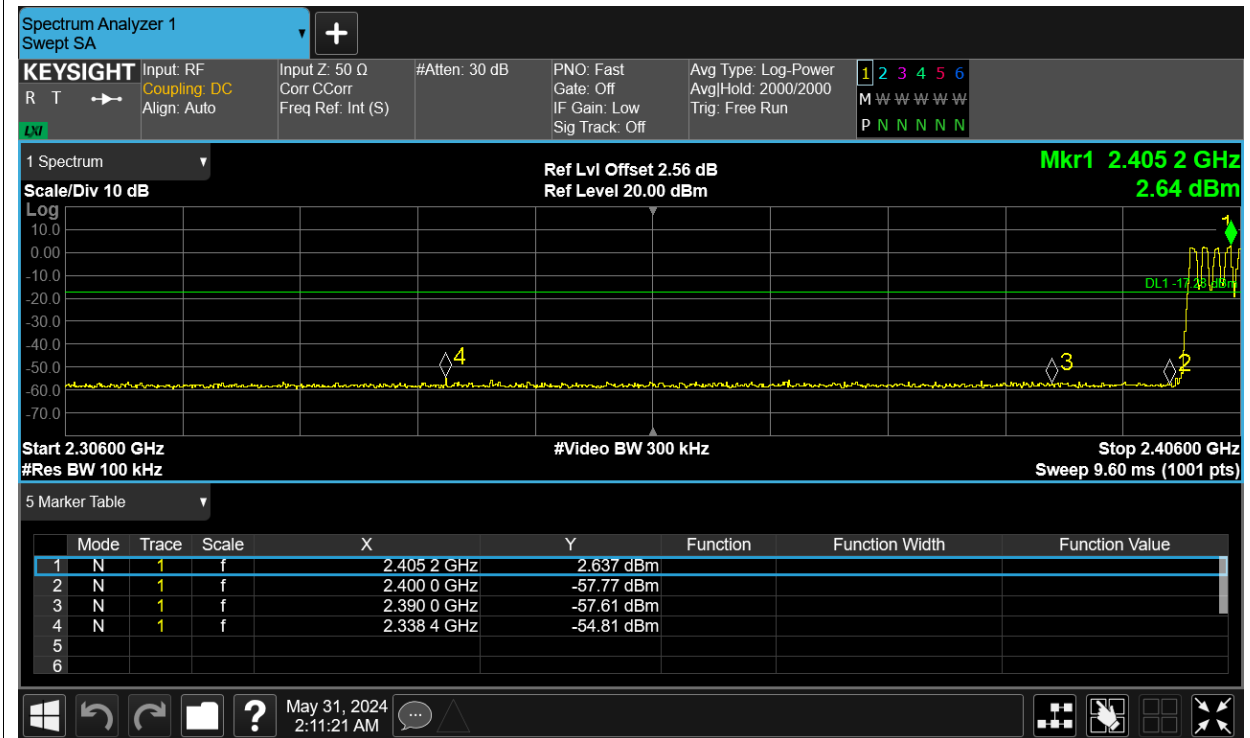 Spectrum Analyzer 1
Swept SA
+
KEYSIGHT Input: RF Input Z: 50 Ω #Atten: 30 dB PNO: Fast Avg Type: Log-Power 1 2 3 4 5 6
R T Coupling: DC Corr CCorr Gate: Off Avg|Hold: 2000/2000 M W W W W W
Align: Auto Freq Ref: Int (S) IF Gain: Low Trig: Free Run
LXI Sig Track: Off P N N N N N
1 Spectrum
Ref Lvl Offset 2.56 dB Mkr1 2.405 2 GHz
Scale/Div 10 dB Ref Level 20.00 dBm 2.64 dBm
Log
1
10.0
0.00
-10.0
DL1 -17.28 dBm
-20.0
-30.0
-40.0
4 3 2
-50.0
-60.0
-70.0
Start 2.30600 GHz #Video BW 300 kHz Stop 2.40600 GHz
#Res BW 100 kHz Sweep 9.60 ms (1001 pts)
5 Marker Table
Mode Trace Scale X Y Function Function Width Function Value
1 N 1 f 2.405 2 GHz 2.637 dBm
2 N 1 f 2.400 0 GHz -57.77 dBm
3 N 1 f 2.390 0 GHz -57.61 dBm
4 N 1 f 2.338 4 GHz -54.81 dBm
5
6
? May 31, 2024
2:11:21 AM